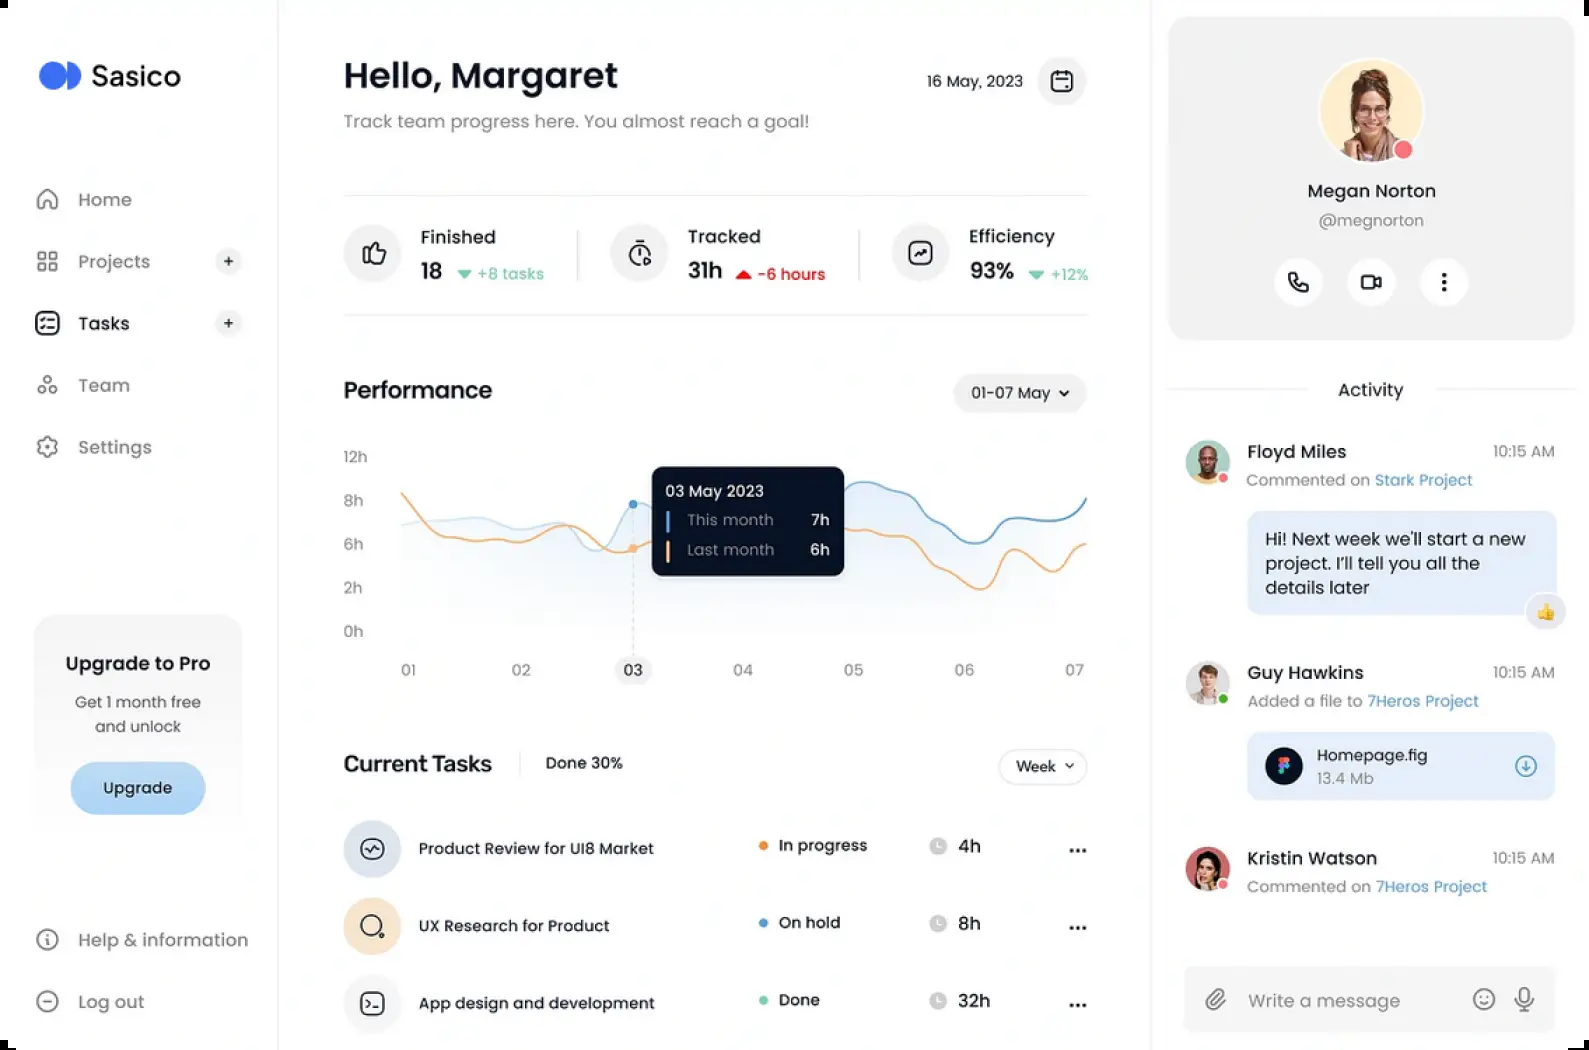 Sasico
Home
Projects +
Tasks +
Team
Settings
Upgrade to Pro
Get 1 month free
and unlock
Upgrade
Help & information
Log out
Hello, Margaret
16 May, 2023
Track team progress here. You almost reach a goal!
Finished
18 +8 tasks
Tracked
31h -6 hours
Efficiency
93% +12%
Performance
01-07 May
12h
8h
6h
2h
0h
03 May 2023
This month 7h
Last month 6h
01 02 03 04 05 06 07
Current Tasks
Done 30%
Week
Product Review for UI8 Market In progress 4h ...
UX Research for Product On hold 8h ...
App design and development Done 32h ...
Megan Norton
@megnorton
Activity
Floyd Miles 10:15 AM
Commented on Stark Project
Hi! Next week we'll start a new
project. I'll tell you all the
details later
Guy Hawkins 10:15 AM
Added a file to 7Heros Project
Homepage.fig
13.4 Mb
Kristin Watson 10:15 AM
Commented on 7Heros Project
Write a message